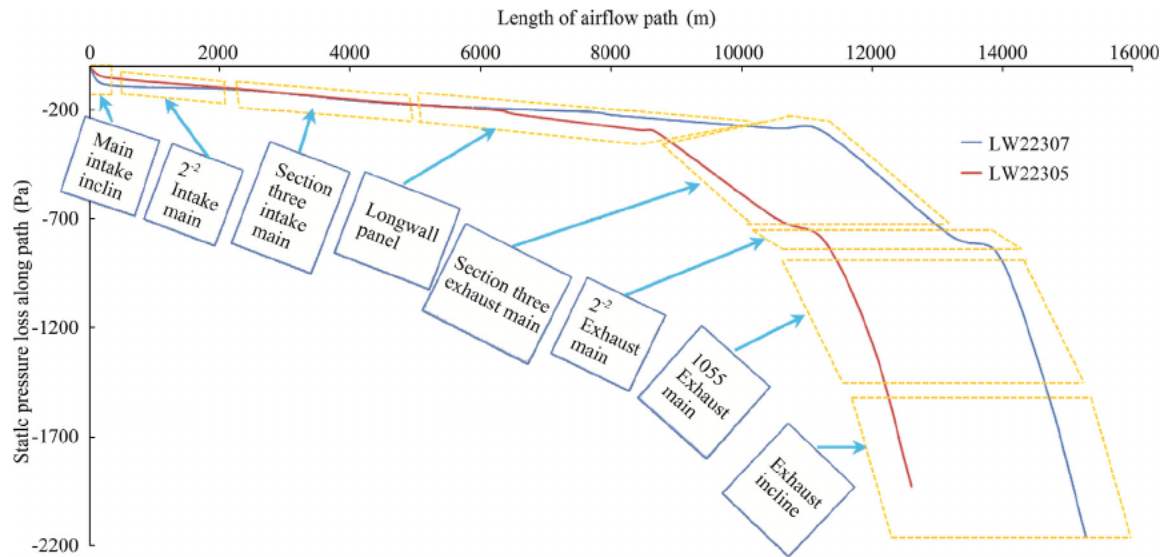 Length of airflow path (m)
0 2000 4000 6000 8000 10000 12000 14000 16000
Static pressure loss along path (Pa)
-200
-700
-1200
-1700
-2200
LW22307
LW22305
Main
intake
inclin
2⁻²
Intake
main
Section
three
intake
main
Longwall
panel
Section three
exhaust main
2⁻²
Exhaust
main
1055
Exhaust
main
Exhaust
incline